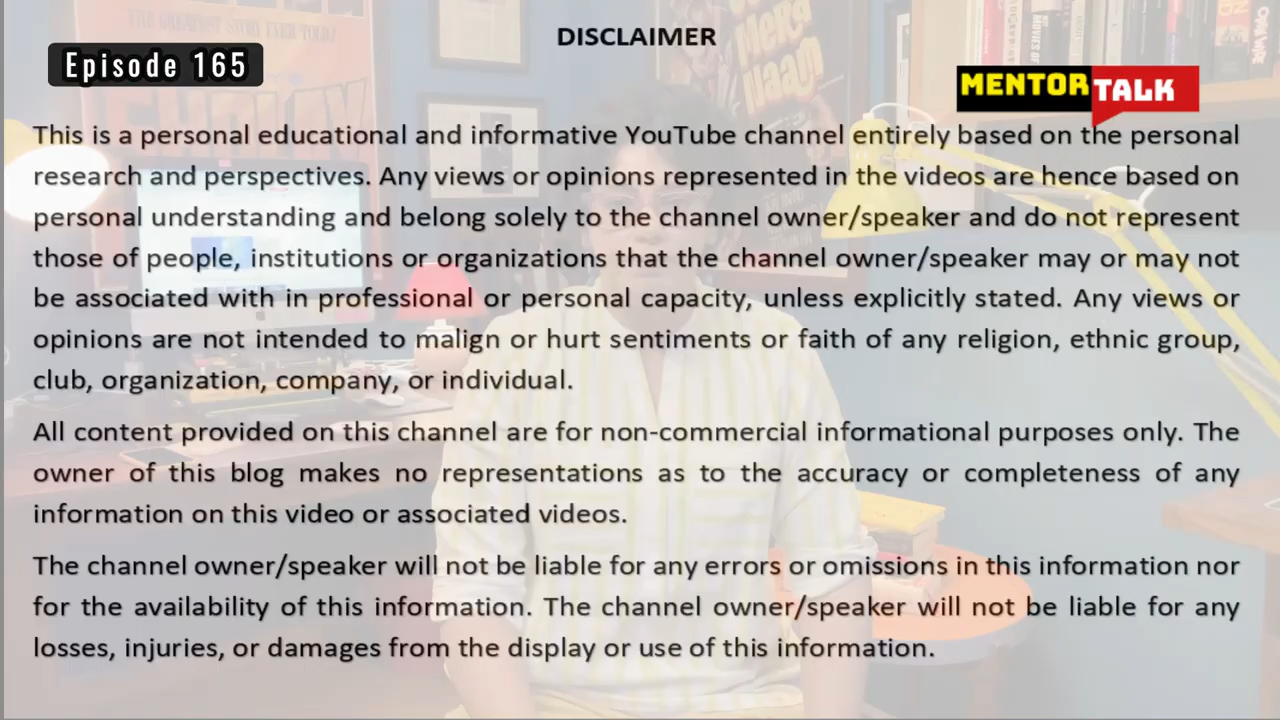 THE GREATEST STORY EVER TOLD!
DISCLAIMER
Episode 165
MENTOR TALK
This is a personal educational and informative YouTube channel entirely based on the personal
research and perspectives. Any views or opinions represented in the videos are hence based on
personal understanding and belong solely to the channel owner/speaker and do not represent
those of people, institutions or organizations that the channel owner/speaker may or may not
be associated with in professional or personal capacity, unless explicitly stated. Any views or
opinions are not intended to malign or hurt sentiments or faith of any religion, ethnic group,
club, organization, company, or individual.
All content provided on this channel are for non-commercial informational purposes only. The
owner of this blog makes no representations as to the accuracy or completeness of any
information on this video or associated videos.
The channel owner/speaker will not be liable for any errors or omissions in this information nor
for the availability of this information. The channel owner/speaker will not be liable for any
losses, injuries, or damages from the display or use of this information.